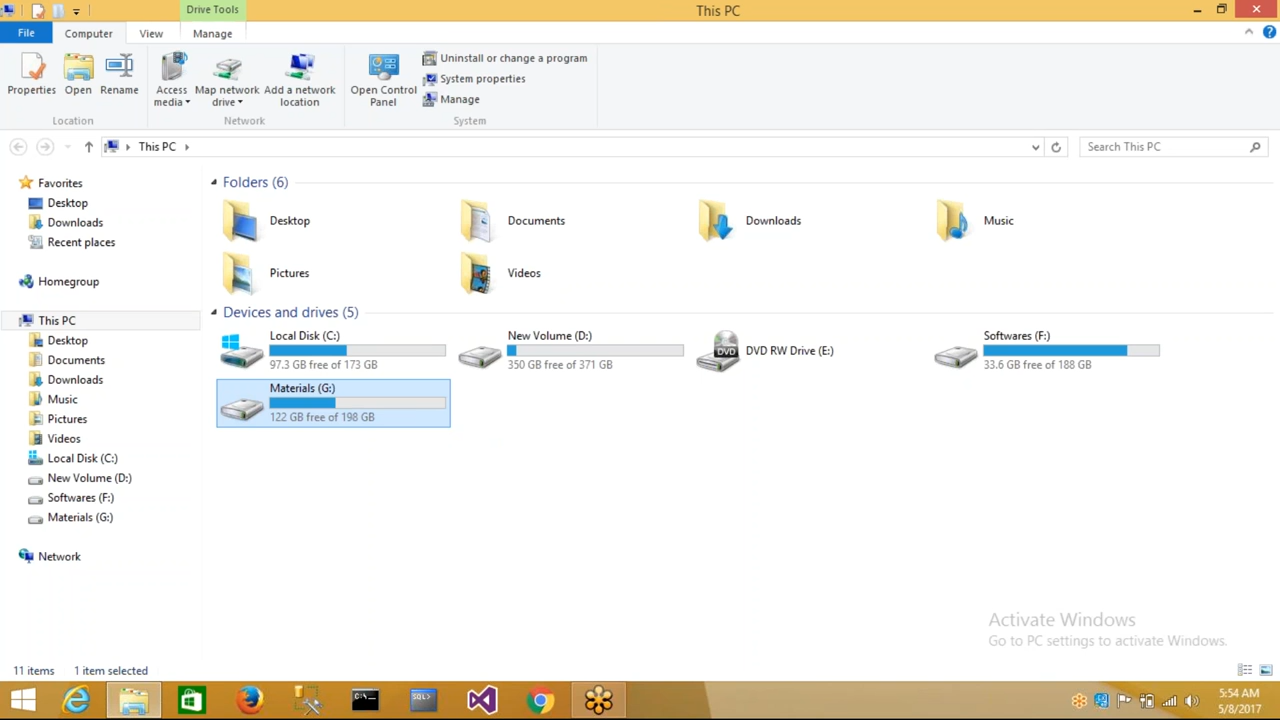 Drive Tools
This PC
File
Computer
View
Manage
Properties
Open
Rename
Access media
Map network drive
Add a network location
Open Control Panel
Uninstall or change a program
System properties
Manage
Location
Network
System
This PC
Search This PC
Favorites
Desktop
Downloads
Recent places
Homegroup
This PC
Desktop
Documents
Downloads
Music
Pictures
Videos
Local Disk (C:)
New Volume (D:)
Softwares (F:)
Materials (G:)
Network
Folders (6)
Desktop
Documents
Downloads
Music
Pictures
Videos
Devices and drives (5)
Local Disk (C:)
97.3 GB free of 173 GB
New Volume (D:)
350 GB free of 371 GB
DVD RW Drive (E:)
DVD
Softwares (F:)
33.6 GB free of 188 GB
Materials (G:)
122 GB free of 198 GB
Activate Windows
Go to PC settings to activate Windows.
11 items
1 item selected
C:\
SQL
5:54 AM
5/8/2017